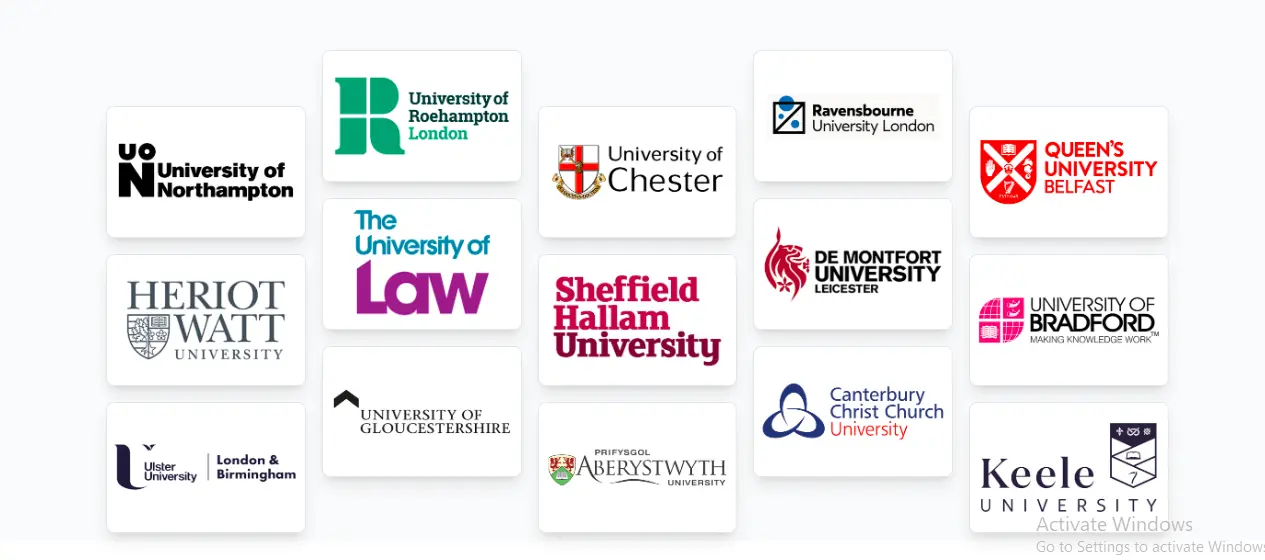 UO
N University of
Northampton
HERIOT
WATT
UNIVERSITY
Ulster
University
London &
Birmingham
University of
Roehampton
London
The
University of
Law
UNIVERSITY OF
GLOUCESTERSHIRE
University of
Chester
Sheffield
Hallam
University
PRIFYSGOL
ABERYSTWYTH
UNIVERSITY
Ravensbourne
University London
DE MONTFORT
UNIVERSITY
LEICESTER
Canterbury
Christ Church
University
QUEEN'S
UNIVERSITY
BELFAST
UNIVERSITY OF
BRADFORD
MAKING KNOWLEDGE WORK™
Keele
UNIVERSITY
Activate Windows
Go to Settings to activate Windows